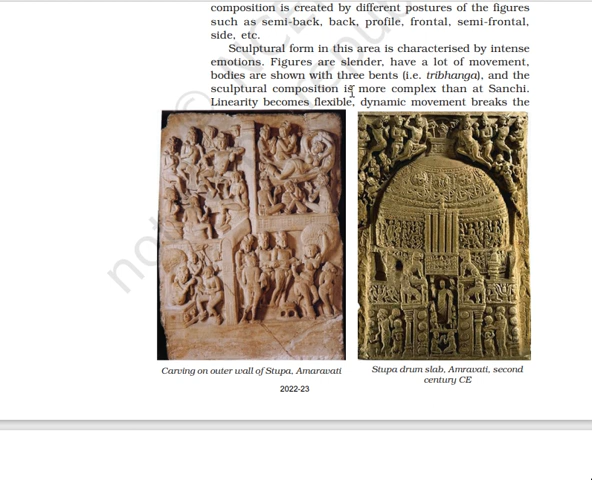 composition is created by different postures of the figures
such as semi-back, back, profile, frontal, semi-frontal,
side, etc.
Sculptural form in this area is characterised by intense
emotions. Figures are slender, have a lot of movement,
bodies are shown with three bents (i.e. tribhanga), and the
sculptural composition is more complex than at Sanchi.
Linearity becomes flexible, dynamic movement breaks the
Carving on outer wall of Stupa, Amaravati
Stupa drum slab, Amravati, second
century CE
2022-23